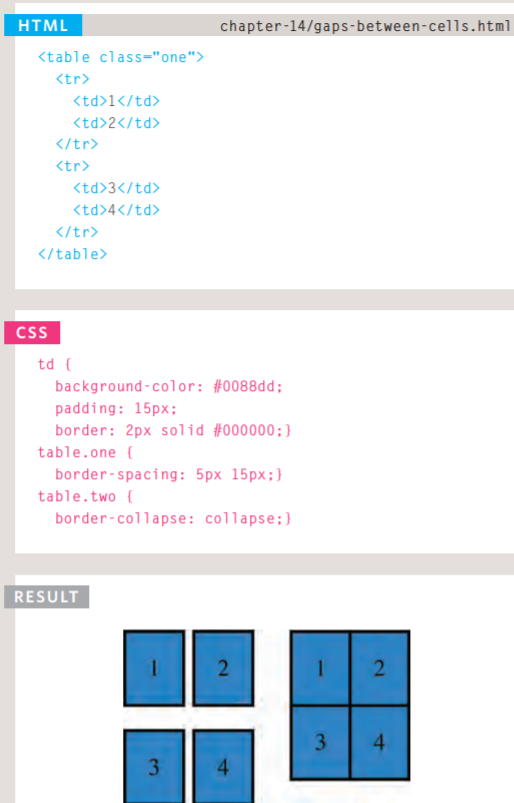 HTML chapter-14/gaps-between-cells.html
<table class="one">
  <tr>
    <td>1</td>
    <td>2</td>
  </tr>
  <tr>
    <td>3</td>
    <td>4</td>
  </tr>
</table>
CSS
td {
  background-color: #0088dd;
  padding: 15px;
  border: 2px solid #000000;}
table.one {
  border-spacing: 5px 15px;}
table.two {
  border-collapse: collapse;}
RESULT
1 2 1 2
3 4 3 4